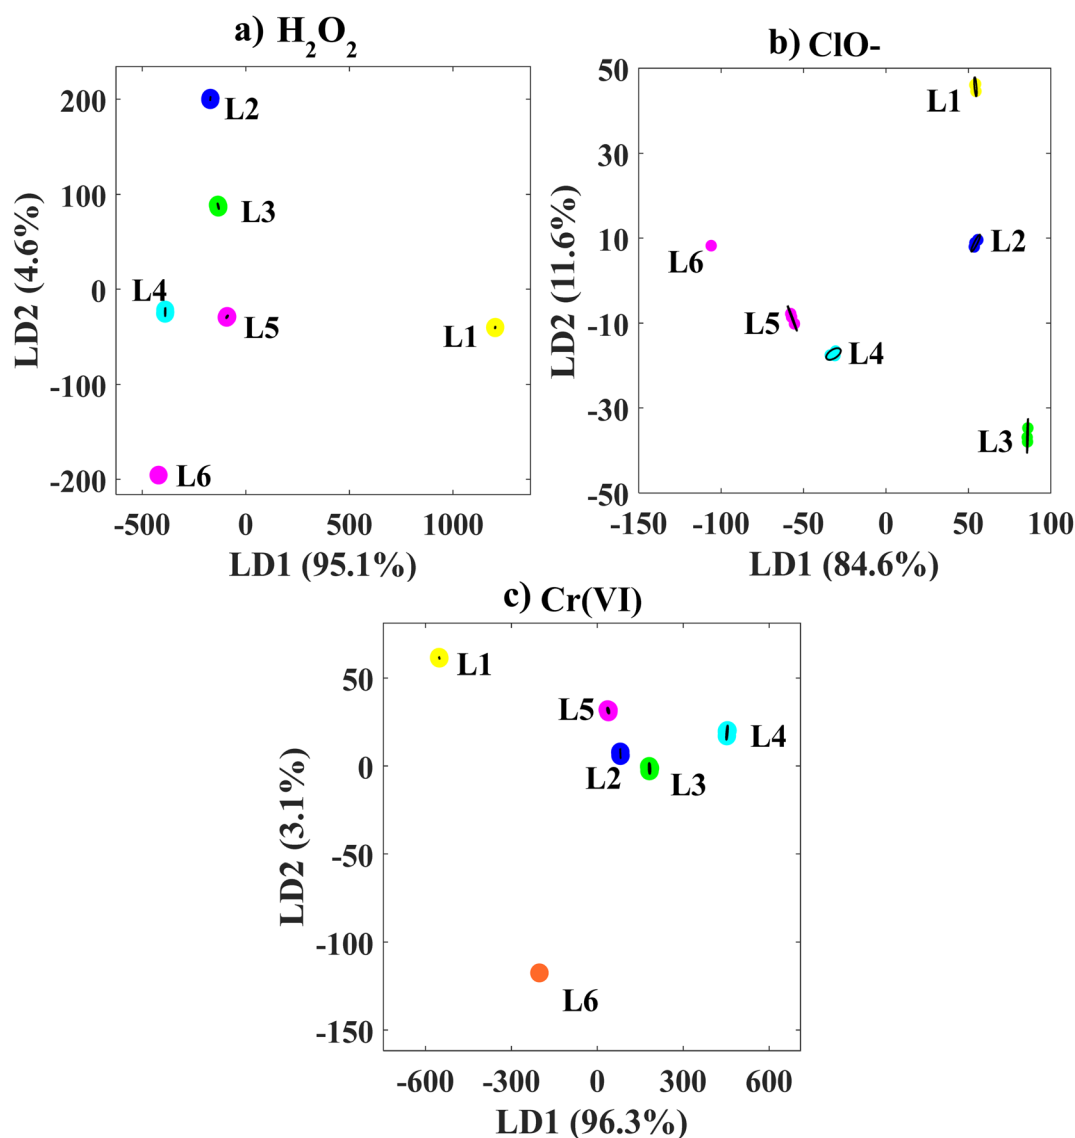 a) H₂O₂
200
100
0
-100
-200
LD2 (4.6%)
L2
L3
L4
L5
L1
L6
-500 0 500 1000
LD1 (95.1%)
b) ClO-
50
30
10
-10
-30
-50
LD2 (11.6%)
L1
L2
L6
L5
L4
L3
-150 -100 -50 0 50 100
LD1 (84.6%)
c) Cr(VI)
50
0
-50
-100
-150
LD2 (3.1%)
L1
L5
L4
L2
L3
L6
-600 -300 0 300 600
LD1 (96.3%)